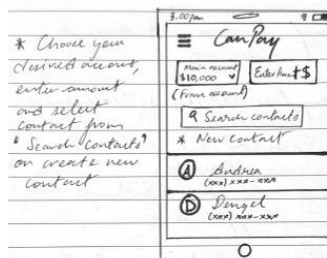 * Choose your
desired account,
enter amount
and select
contact from
"Search contacts"
or create new
contact
3:00pm
CanPay
Main account
$10,000
Enter Amt $
(From account)
Search contacts
* New contact
A Andrea
(xxx) xxx-xxxx
D Denzel
(xxx) xxx-xxxx